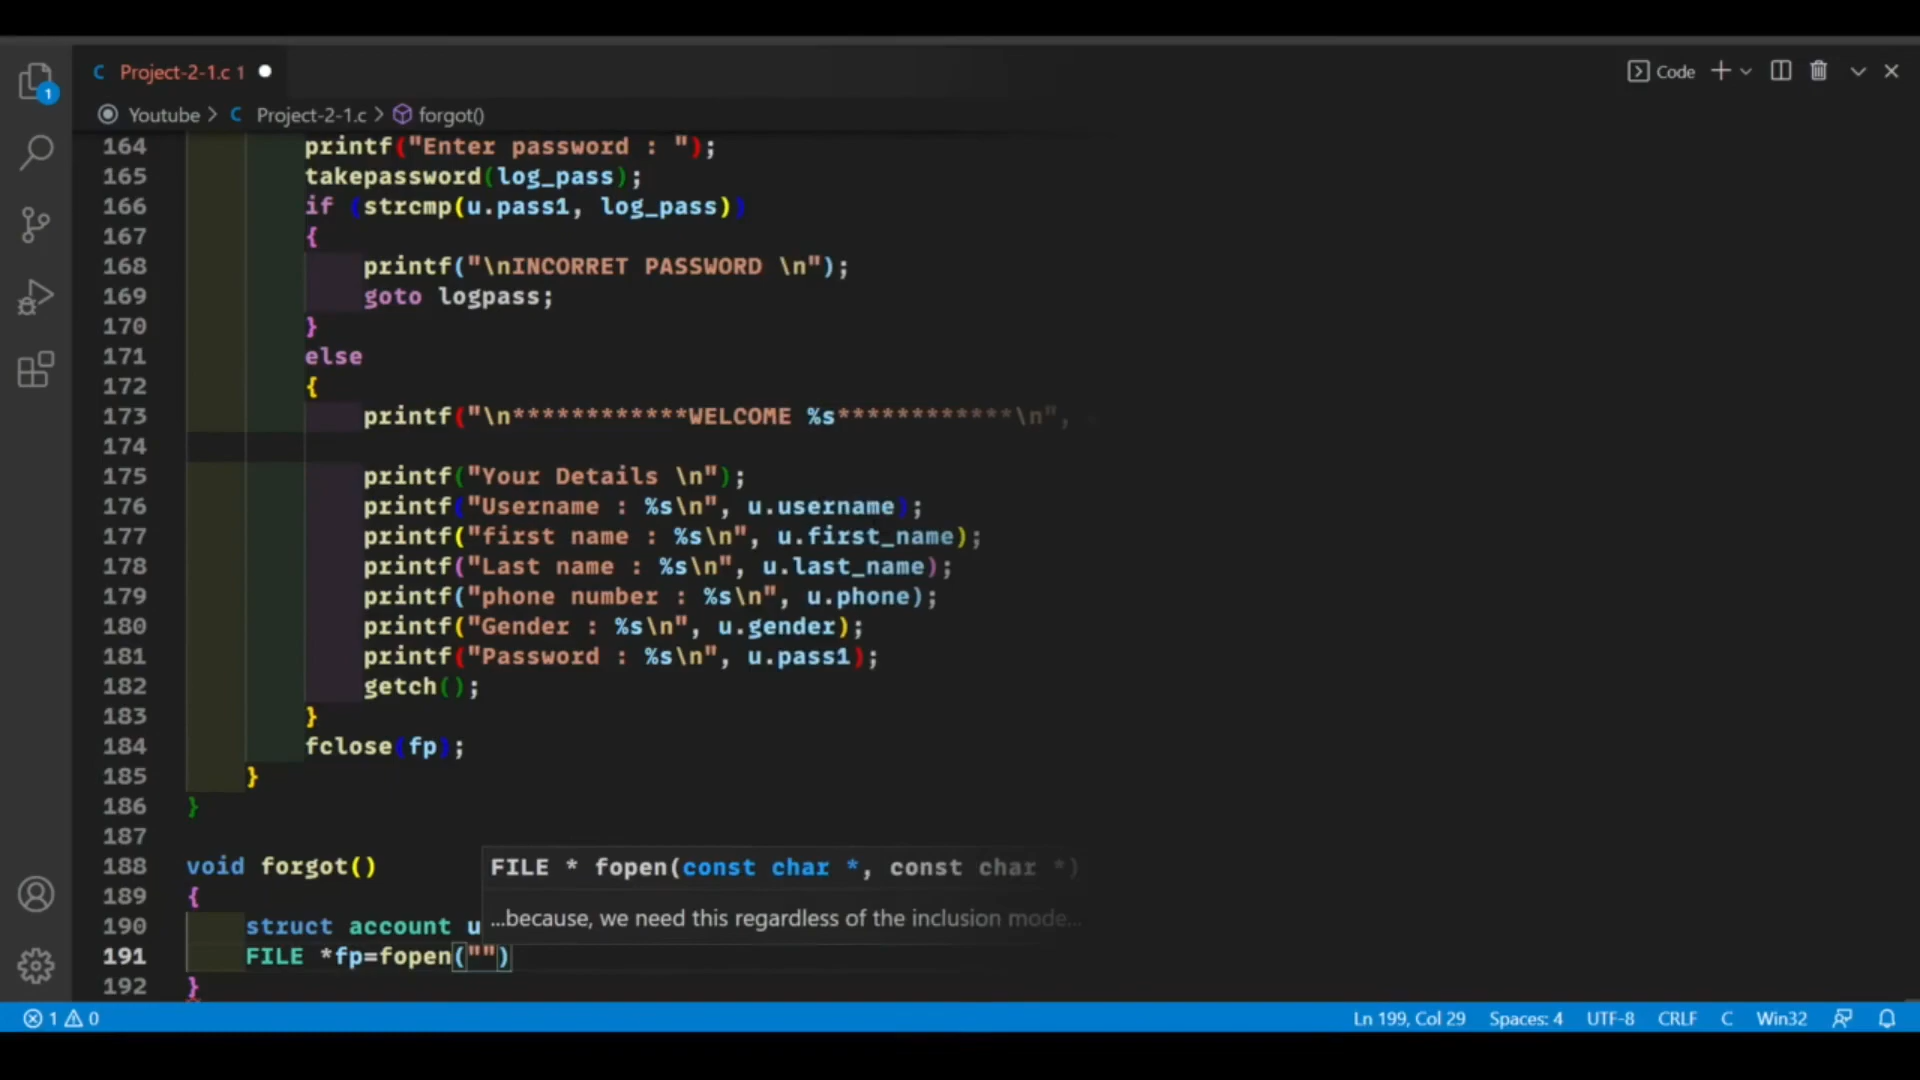 Project-2-1.c 1
Code
1
Youtube > C Project-2-1.c > forgot()
164 printf("Enter password : ");
165 takepassword(log_pass);
166 if (strcmp(u.pass1, log_pass))
167 {
168 printf("\nINCORRET PASSWORD \n");
169 goto logpass;
170 }
171 else
172 {
173 printf("\n************WELCOME %s************\n",
174
175 printf("Your Details \n");
176 printf("Username : %s\n", u.username);
177 printf("first name : %s\n", u.first_name);
178 printf("Last name : %s\n", u.last_name);
179 printf("phone number : %s\n", u.phone);
180 printf("Gender : %s\n", u.gender);
181 printf("Password : %s\n", u.pass1);
182 getch();
183 }
184 fclose(fp);
185 }
186 }
187
188 void forgot()
FILE * fopen(const char *, const char *)
189 {
...because, we need this regardless of the inclusion mode...
190 struct account u
191 FILE *fp=fopen("")
192 }
1 0 Ln 199, Col 29 Spaces: 4 UTF-8 CRLF C Win32